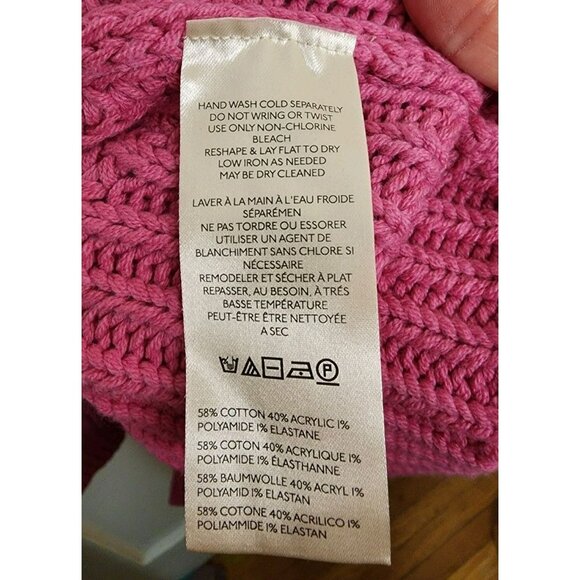 HAND WASH COLD SEPARATELY
DO NOT WRING OR TWIST
USE ONLY NON-CHLORINE
BLEACH
RESHAPE & LAY FLAT TO DRY
LOW IRON AS NEEDED
MAY BE DRY CLEANED
LAVER À LA MAIN À L'EAU FROIDE
SÉPARÉMEN
NE PAS TORDRE OU ESSORER
UTILISER UN AGENT DE
BLANCHIMENT SANS CHLORE SI
NÉCESSAIRE
REMODELER ET SÉCHER À PLAT
REPASSER, AU BESOIN, À TRÉS
BASSE TEMPÉRATURE
PEUT-ÊTRE ÊTRE NETTOYÉE
A SEC
P
58% COTTON 40% ACRYLIC 1%
POLYAMIDE 1% ELASTANE
58% COTON 40% ACRYLIQUE 1%
POLYAMIDE 1% ÉLASTHANNE
58% BAUMWOLLE 40% ACRYL 1%
POLYAMID 1% ELASTAN
58% COTONE 40% ACRILICO 1%
POLIAMMIDE 1% ELASTAN